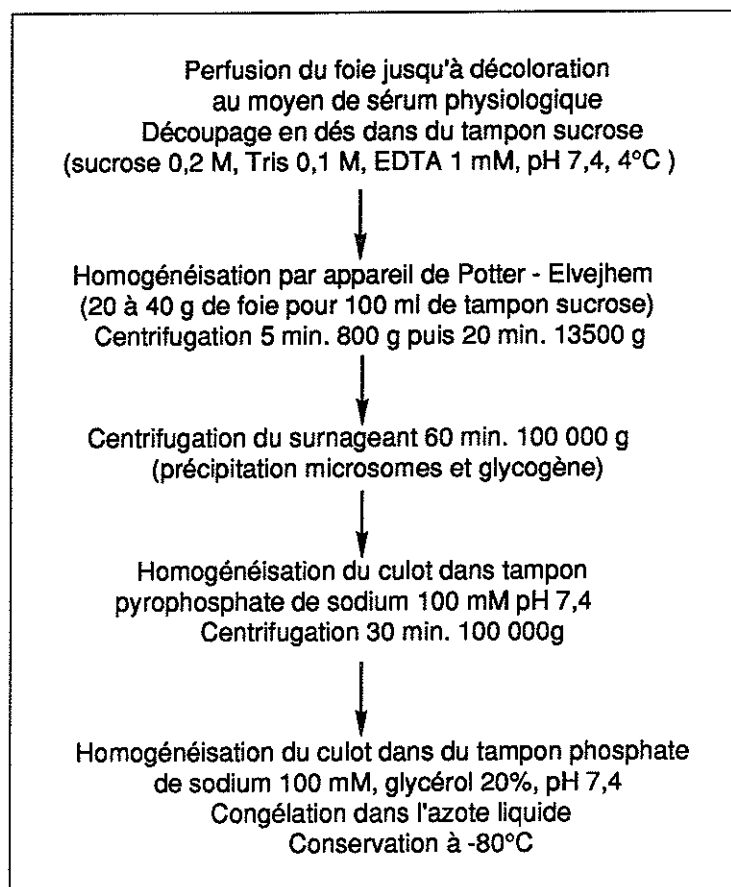 Perfusion du foie jusqu'à décoloration
au moyen de sérum physiologique
Découpage en dés dans du tampon sucrose
(sucrose 0,2 M, Tris 0,1 M, EDTA 1 mM, pH 7,4, 4°C )
Homogénéisation par appareil de Potter - Elvejhem
(20 à 40 g de foie pour 100 ml de tampon sucrose)
Centrifugation 5 min. 800 g puis 20 min. 13500 g
Centrifugation du surnageant 60 min. 100 000 g
(précipitation microsomes et glycogène)
Homogénéisation du culot dans tampon
pyrophosphate de sodium 100 mM pH 7,4
Centrifugation 30 min. 100 000g
Homogénéisation du culot dans du tampon phosphate
de sodium 100 mM, glycérol 20%, pH 7,4
Congélation dans l'azote liquide
Conservation à -80°C